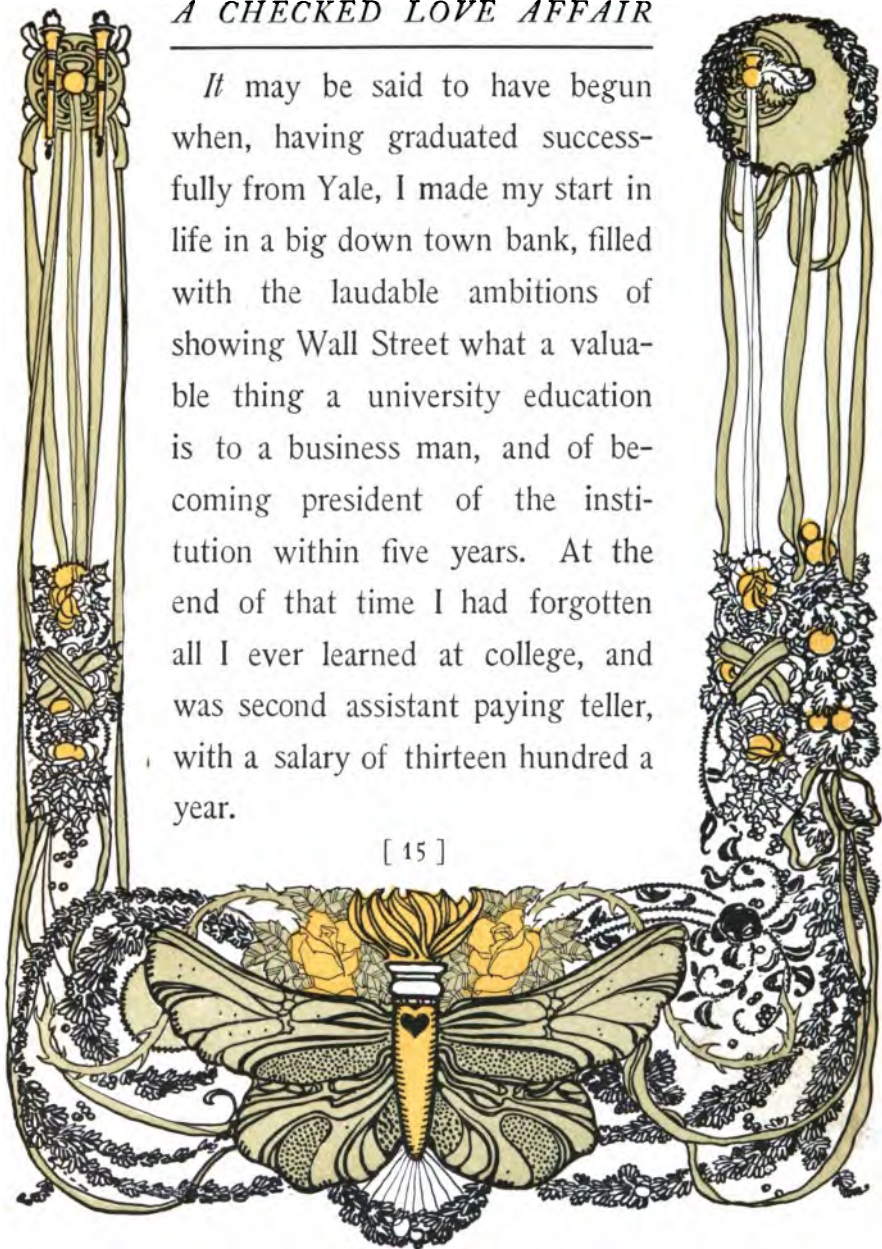 A CHECKED LOVE AFFAIR
It may be said to have begun
when, having graduated success-
fully from Yale, I made my start in
life in a big down town bank, filled
with the laudable ambitions of
showing Wall Street what a valua-
ble thing a university education
is to a business man, and of be-
coming president of the insti-
tution within five years. At the
end of that time I had forgotten
all I ever learned at college, and
was second assistant paying teller,
with a salary of thirteen hundred a
year.
[ 15 ]